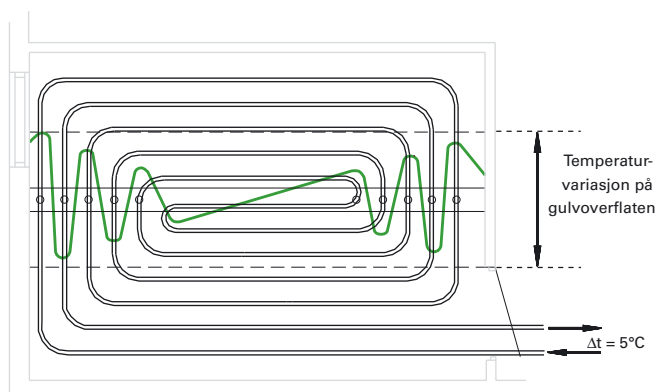 Temperatur-
variasjon på
gulvoverflaten
Δt = 5°C